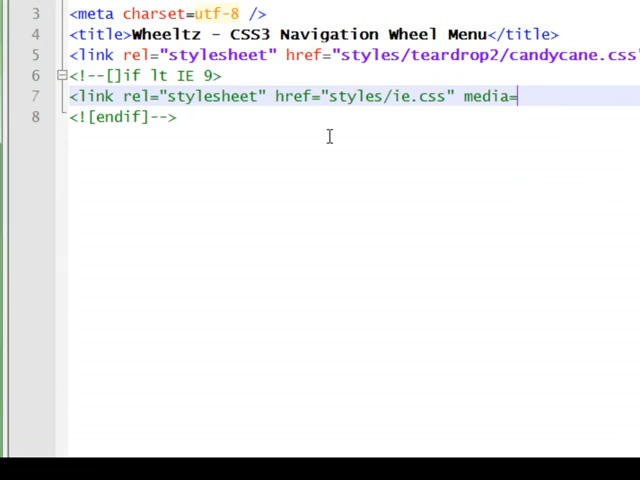 3 <meta charset=utf-8 />
4 <title>Wheeltz - CSS3 Navigation Wheel Menu</title>
5 <link rel="stylesheet" href="styles/teardrop2/candycane.css"
6 <!--[]if lt IE 9>
7 <link rel="stylesheet" href="styles/ie.css" media=
8 <![endif]-->